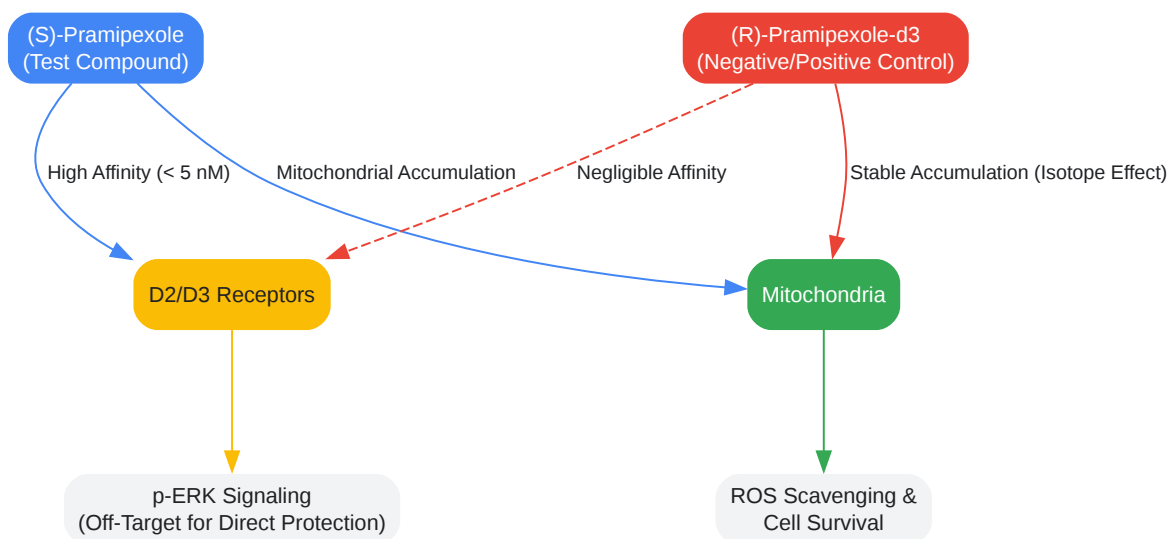 (S)-Pramipexole
(Test Compound)
(R)-Pramipexole-d3
(Negative/Positive Control)
High Affinity (< 5 nM)
Mitochondrial Accumulation
Negligible Affinity
Stable Accumulation (Isotope Effect)
D2/D3 Receptors
Mitochondria
p-ERK Signaling
(Off-Target for Direct Protection)
ROS Scavenging &
Cell Survival